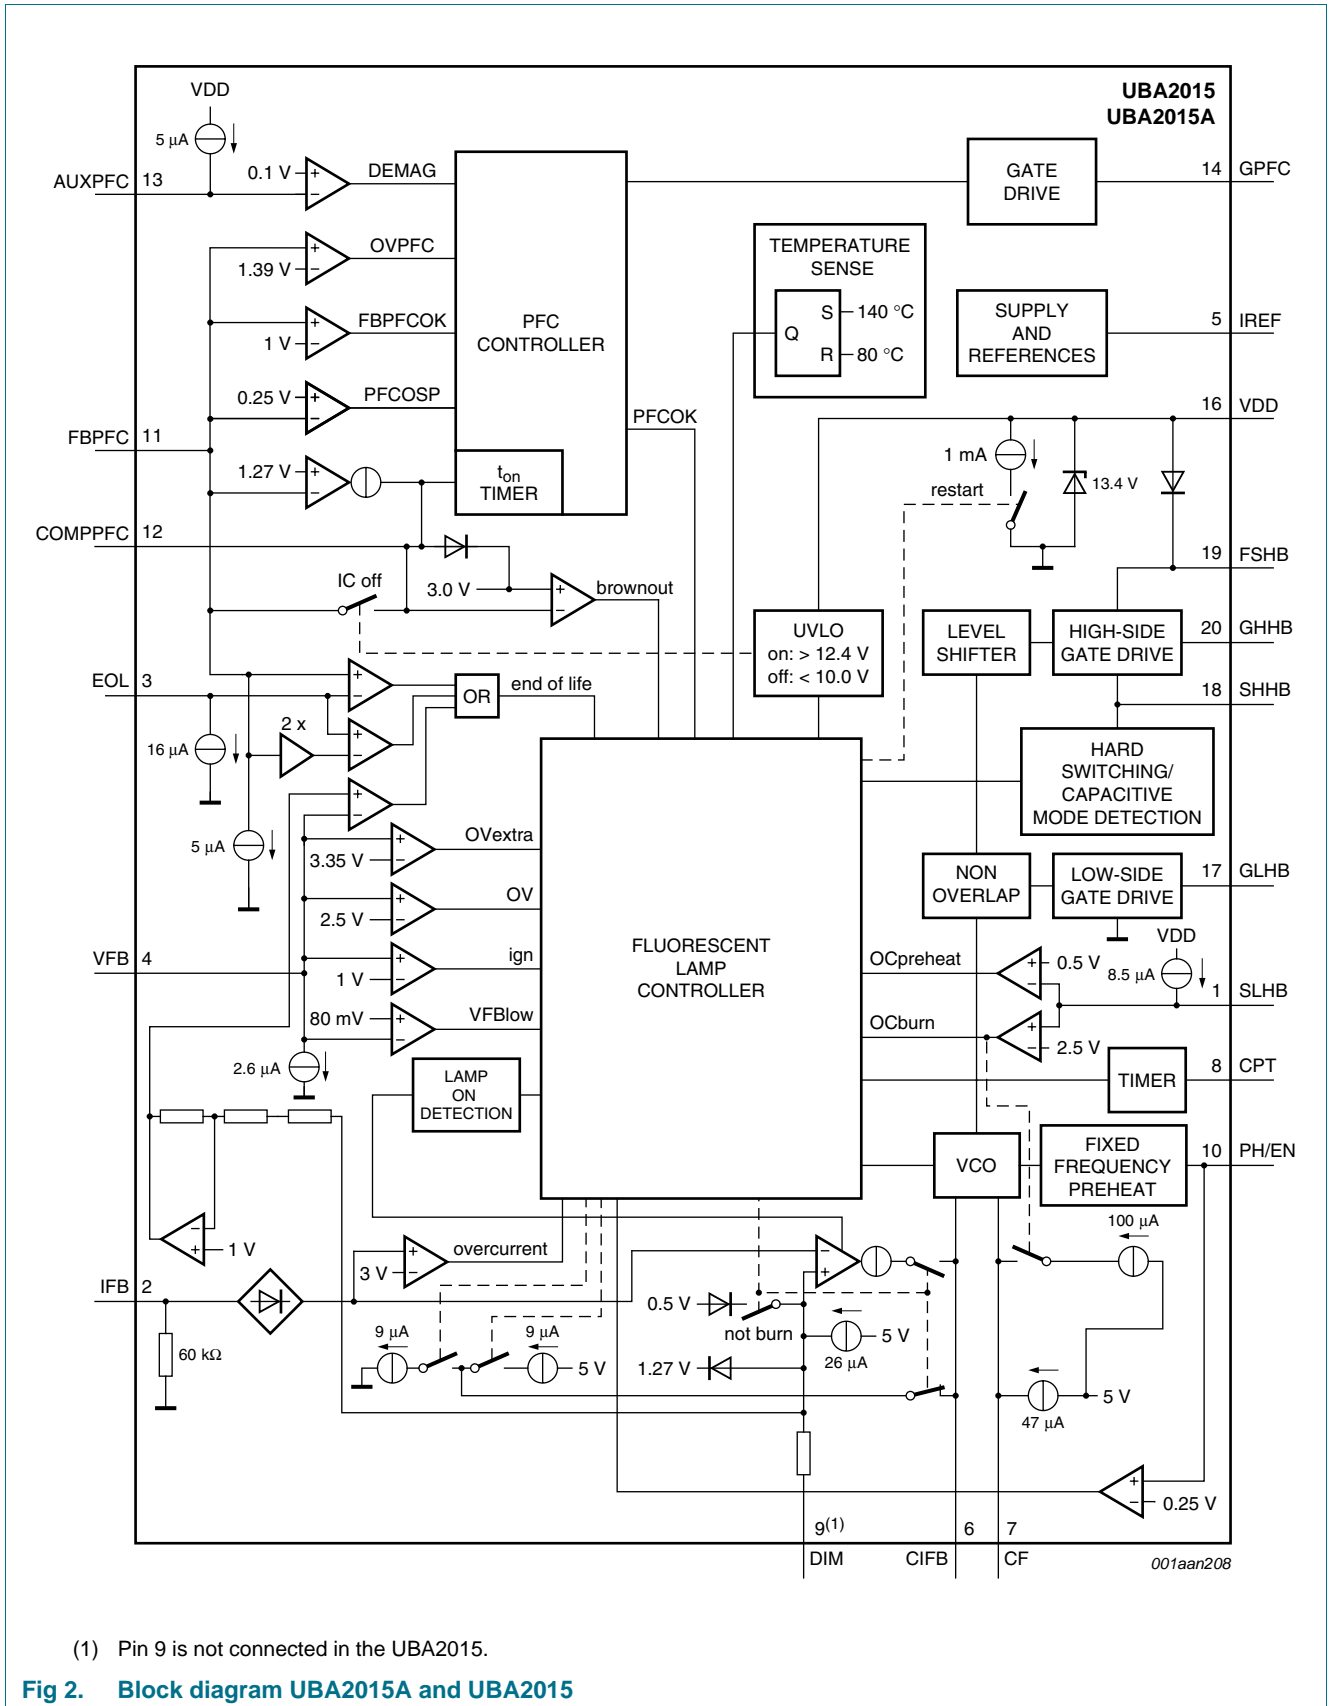 UBA2015
UBA2015A
VDD
5 µA
AUXPFC 13
0.1 V
+
−
DEMAG
GATE
DRIVE
14 GPFC
OVPFC
+
−
1.39 V
FBPFCOK
+
−
1 V
PFC
CONTROLLER
TEMPERATURE
SENSE
S
140 °C
Q
R
80 °C
SUPPLY
AND
REFERENCES
5 IREF
0.25 V
+
−
PFCOSP
PFCOK
16 VDD
FBPFC 11
1.27 V
+
−
ton
TIMER
1 mA
restart
13.4 V
COMPPFC 12
19 FSHB
IC off
3.0 V
+
−
brownout
UVLO
on: > 12.4 V
off: < 10.0 V
LEVEL
SHIFTER
HIGH-SIDE
GATE DRIVE
20 GHHB
EOL 3
+
−
OR
end of life
18 SHHB
16 µA
2 x
+
−
HARD
SWITCHING/
CAPACITIVE
MODE DETECTION
+
−
5 µA
OVextra
+
−
3.35 V
NON
OVERLAP
LOW-SIDE
GATE DRIVE
17 GLHB
OV
+
−
2.5 V
FLUORESCENT
LAMP
CONTROLLER
VFB 4
ign
+
−
1 V
OCpreheat
+
−
0.5 V
VDD
8.5 µA
1 SLHB
80 mV
+
−
VFBlow
OCburn
+
−
2.5 V
2.6 µA
LAMP
ON
DETECTION
TIMER
8 CPT
VCO
FIXED
FREQUENCY
PREHEAT
10 PH/EN
−
+
1 V
100 µA
+
−
overcurrent
3 V
−
+
IFB 2
60 kΩ
0.5 V
not burn
9 µA
9 µA
5 V
1.27 V
26 µA
5 V
47 µA
5 V
+
−
0.25 V
9(1)
6
7
DIM
CIFB
CF
001aan208
(1) Pin 9 is not connected in the UBA2015.
Fig 2. Block diagram UBA2015A and UBA2015